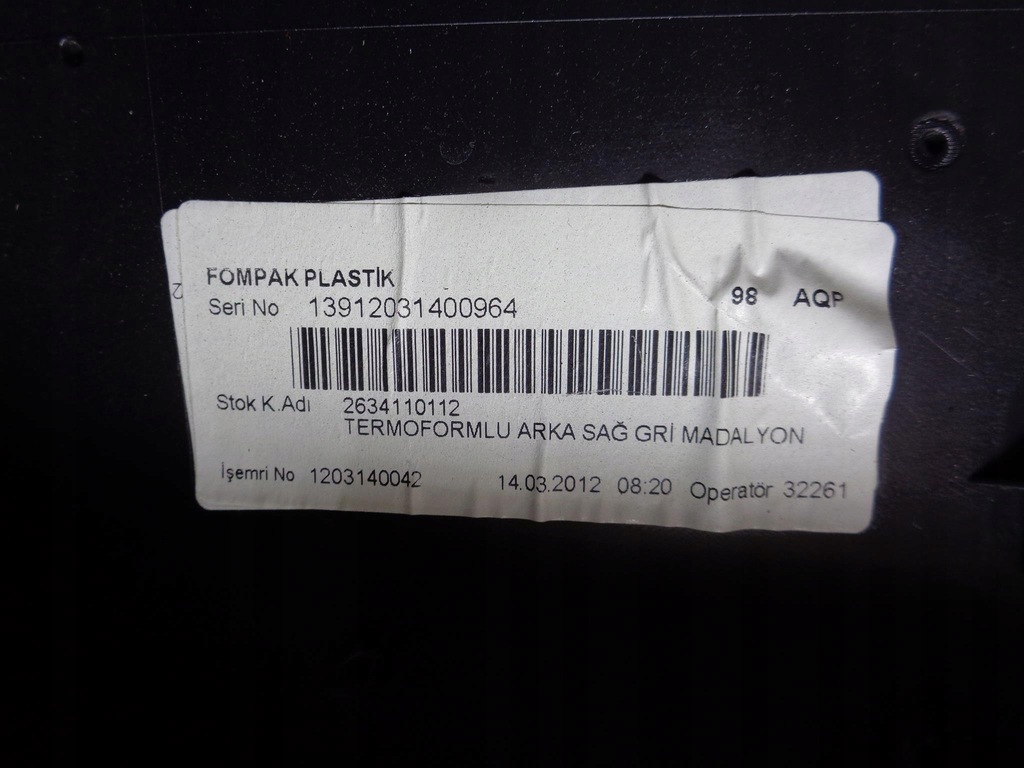 FOMPAK PLASTİK
98 AQP
Seri No 13912031400964
Stok K.Adı 2634110112
TERMOFORMLU ARKA SAĞ GRİ MADALYON
İşemri No 1203140042 14.03.2012 08:20 Operatör 32261